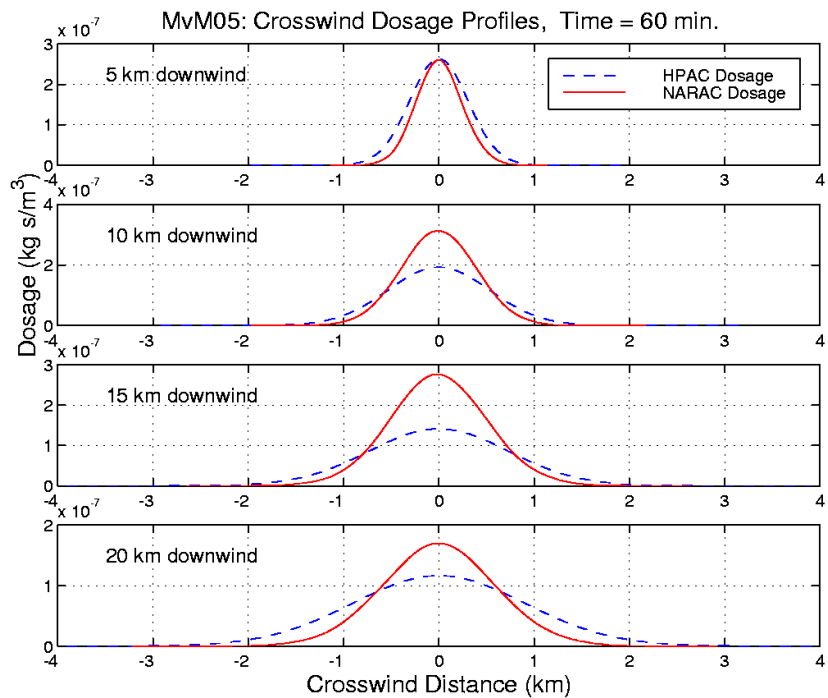 MvM05: Crosswind Dosage Profiles, Time = 60 min.
x 10^-7
3
2
1
0
5 km downwind
HPAC Dosage
NARAC Dosage
-4 -3 -2 -1 0 1 2 3 4
x 10^-7
4
2
0
10 km downwind
-4 -3 -2 -1 0 1 2 3 4
x 10^-7
3
2
1
0
15 km downwind
-4 -3 -2 -1 0 1 2 3 4
x 10^-7
2
1
0
20 km downwind
-4 -3 -2 -1 0 1 2 3 4
Crosswind Distance (km)
Dosage (kg s/m^3)